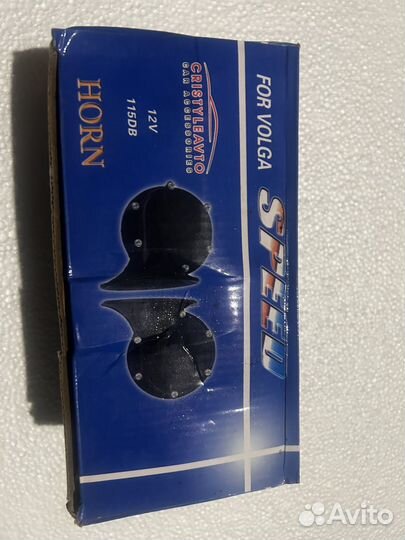 FOR VOLGA
SPEED
CRISTYLEAVTO
CAR ACCESSORIES
12V
115DB
HORN
Avito